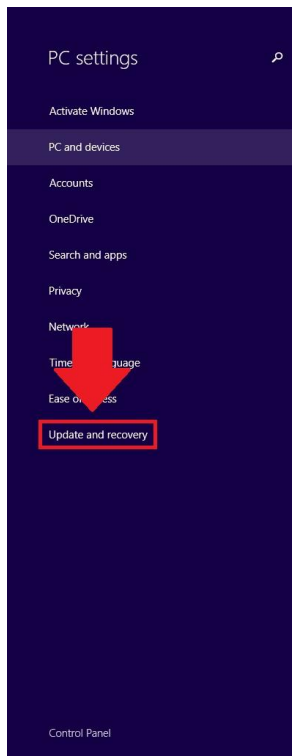 PC settings
Activate Windows
PC and devices
Accounts
OneDrive
Search and apps
Privacy
Network
Time
Ease
Update and recovery
Control Panel